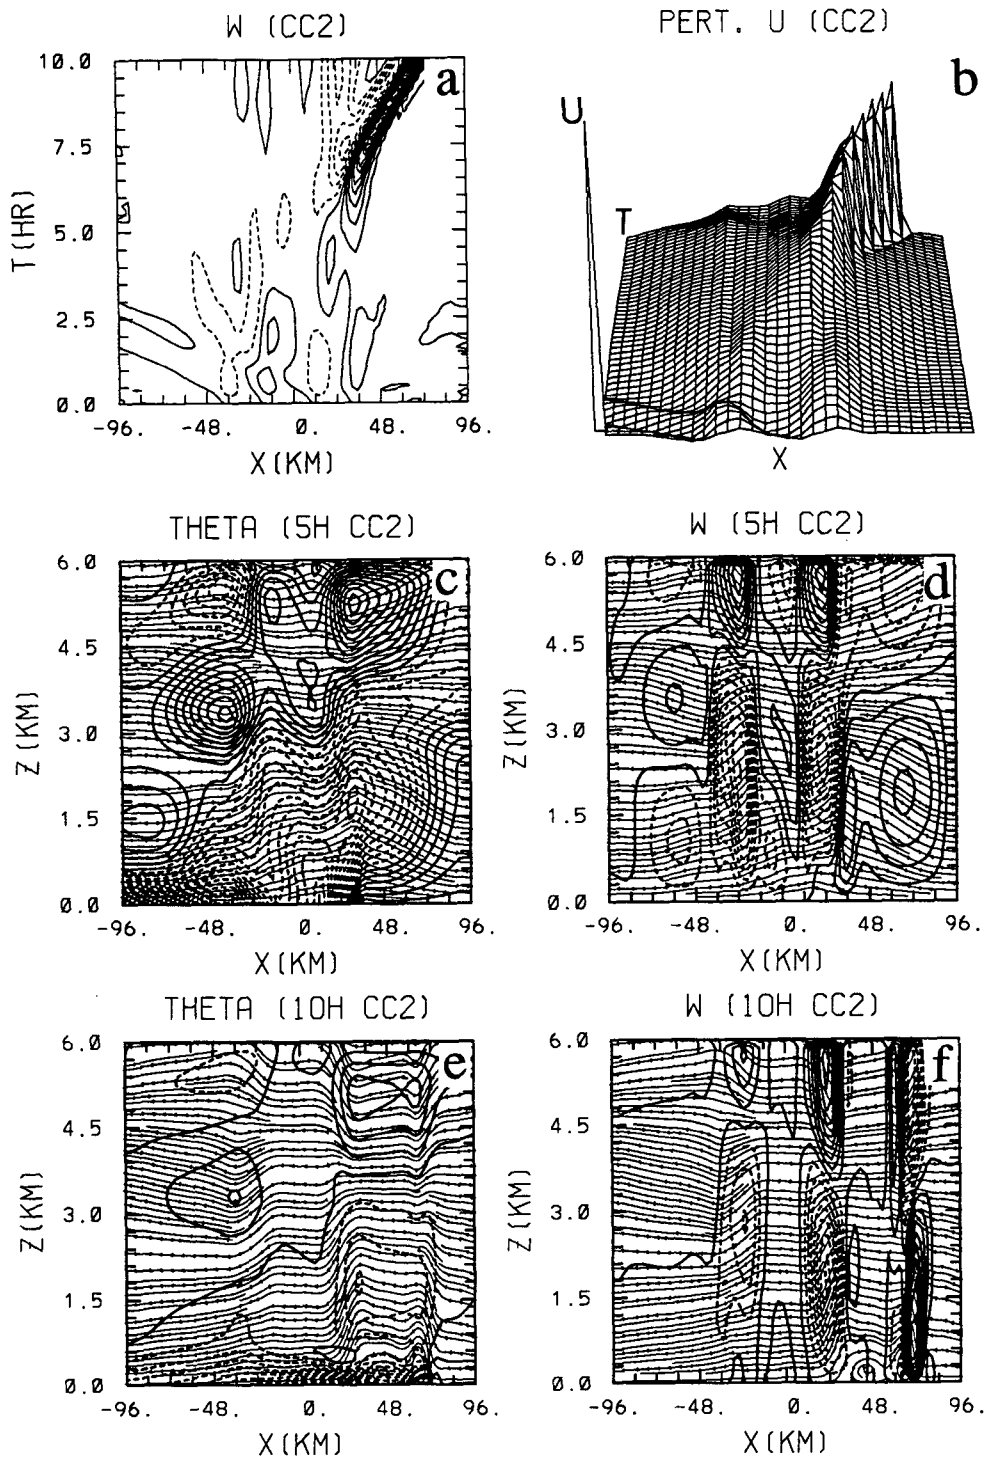 W (CC2)
PERT. U (CC2)
a
b
10.0
7.5
5.0
2.5
0.0
T(HR)
-96. -48. 0. 48. 96.
X(KM)
U
T
X
THETA (5H CC2)
W (5H CC2)
c
d
6.0
4.5
3.0
1.5
0.0
Z(KM)
-96. -48. 0. 48. 96.
X(KM)
6.0
4.5
3.0
1.5
0.0
Z(KM)
-96. -48. 0. 48. 96.
X(KM)
THETA (10H CC2)
W (10H CC2)
e
f
6.0
4.5
3.0
1.5
0.0
Z(KM)
-96. -48. 0. 48. 96.
X(KM)
6.0
4.5
3.0
1.5
0.0
Z(KM)
-96. -48. 0. 48. 96.
X(KM)